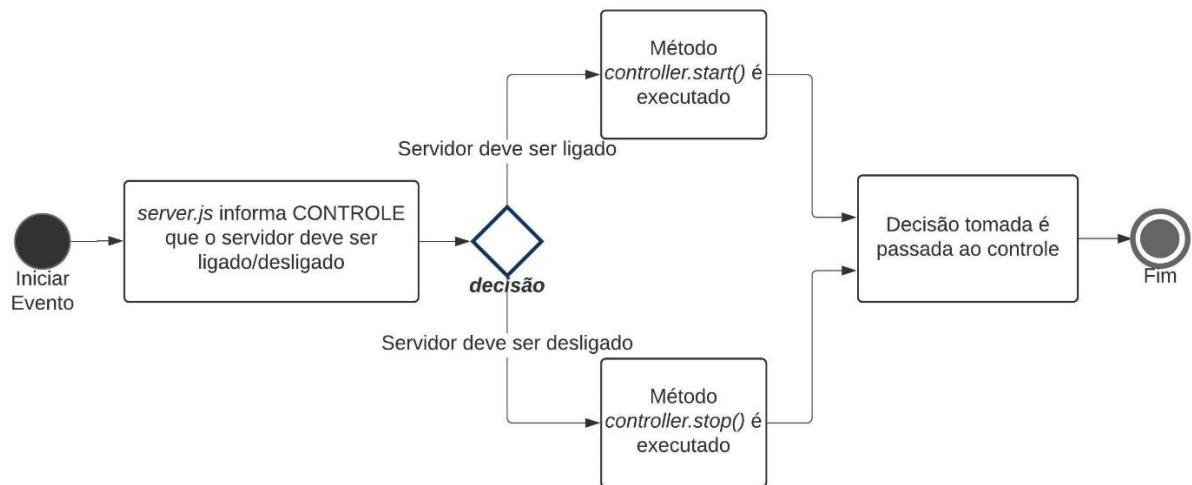 Iniciar
Evento
server.js informa CONTROLE
que o servidor deve ser
ligado/desligado
decisão
Servidor deve ser ligado
Método
controller.start() é
executado
Servidor deve ser desligado
Método
controller.stop() é
executado
Decisão tomada é
passada ao controle
Fim